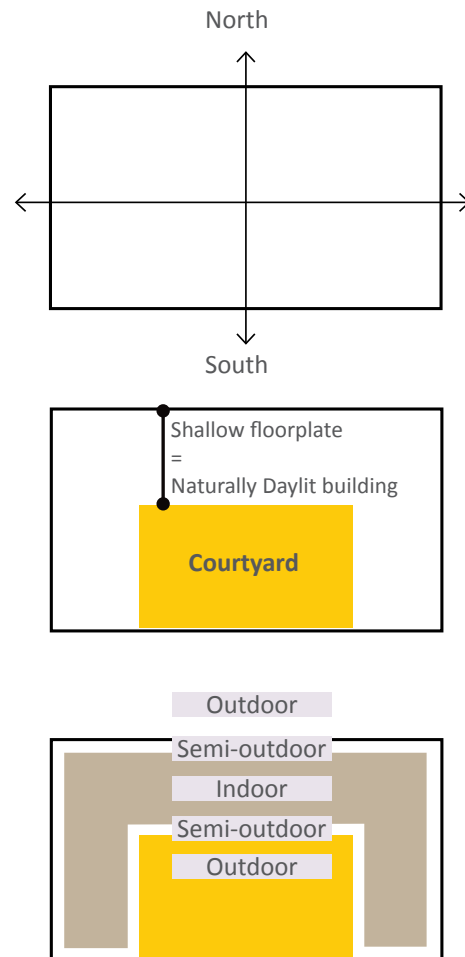 North
South
Shallow floorplate
=
Naturally Daylit building
Courtyard
Outdoor
Semi-outdoor
Indoor
Semi-outdoor
Outdoor